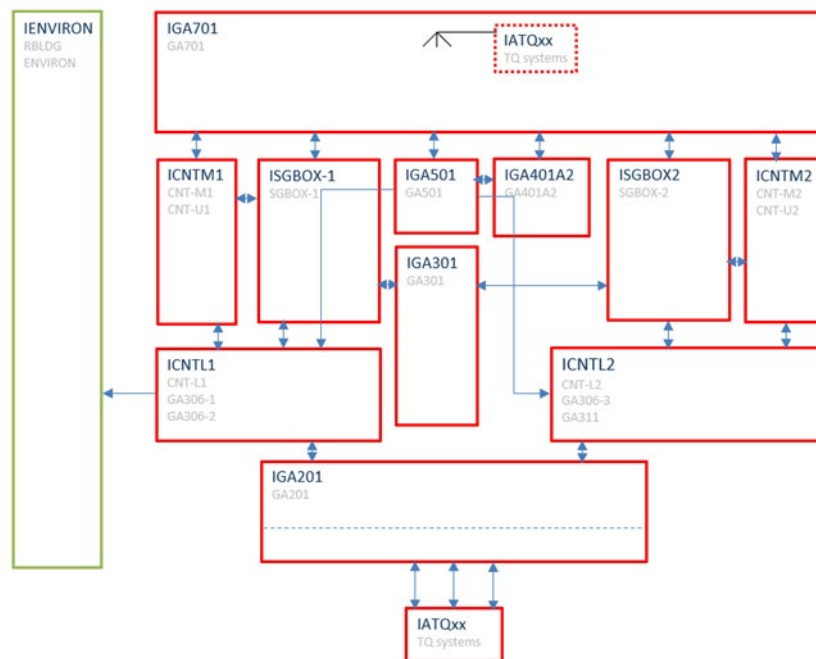 IENVIRON
RBLDG
ENVIRON
IGA701
GA701
IATQxx
TQ systems
ICNTM1
CNT-M1
CNT-U1
ISGBOX-1
SGBOX-1
IGA501
GA501
IGA401A2
GA401A2
ISGBOX2
SGBOX-2
ICNTM2
CNT-M2
CNT-U2
IGA301
GA301
ICNTL1
CNT-L1
GA306-1
GA306-2
ICNTL2
CNT-L2
GA306-3
GA311
IGA201
GA201
IATQxx
TQ systems